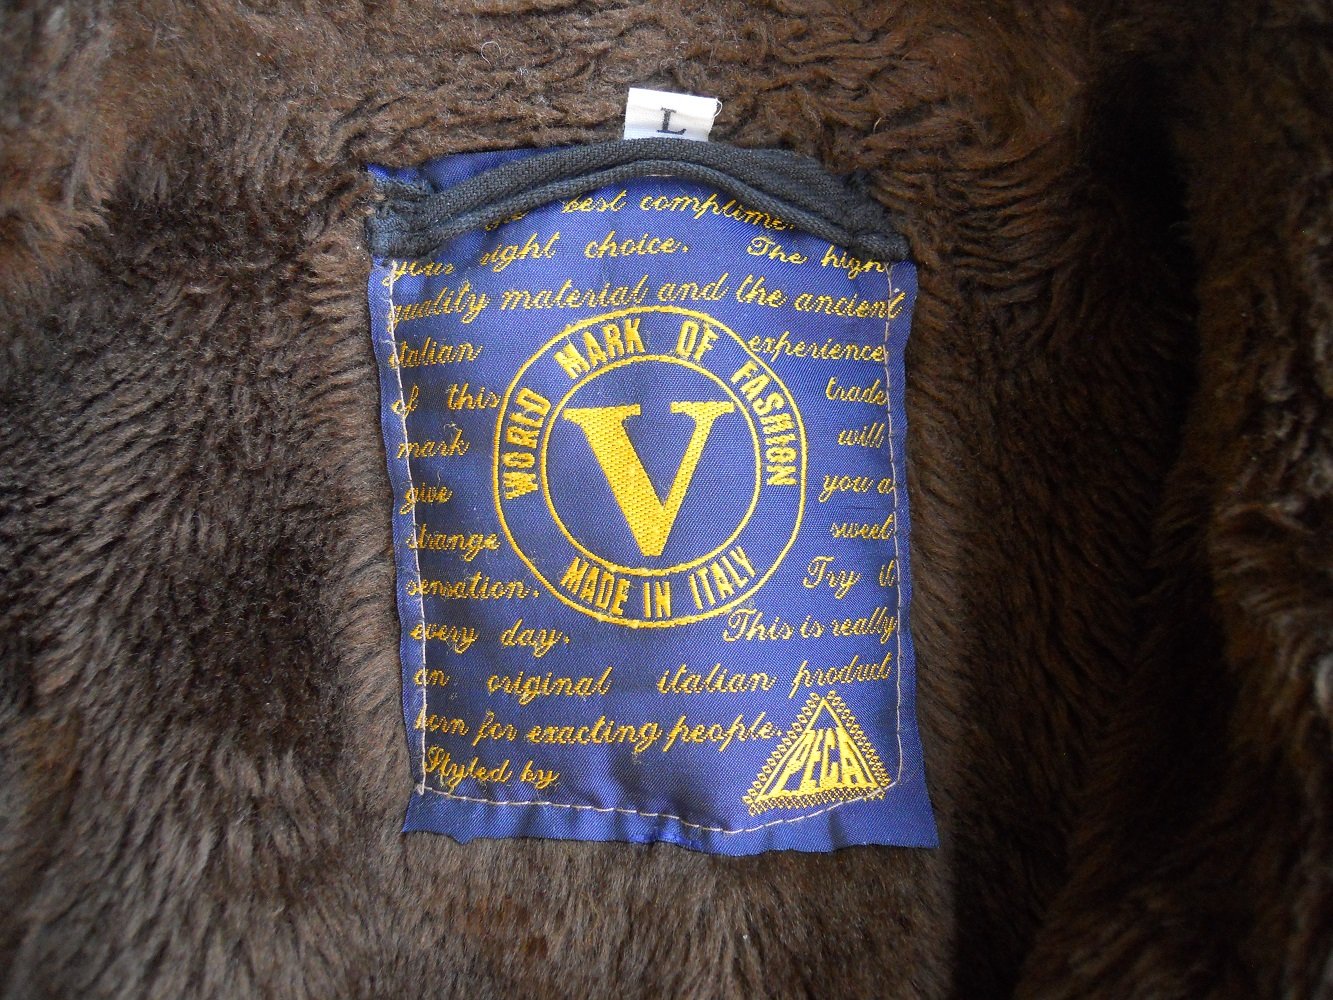 L
best complime
your right choice. The high
quality material and the ancient
italian experience
of this trade
mark will
give you a
strange sweet
sensation. Try it
every day. This is really
an original italian product
born for exacting people.
Styled by
WORLD MARK OF FASHION
V
MADE IN ITALY
PECA